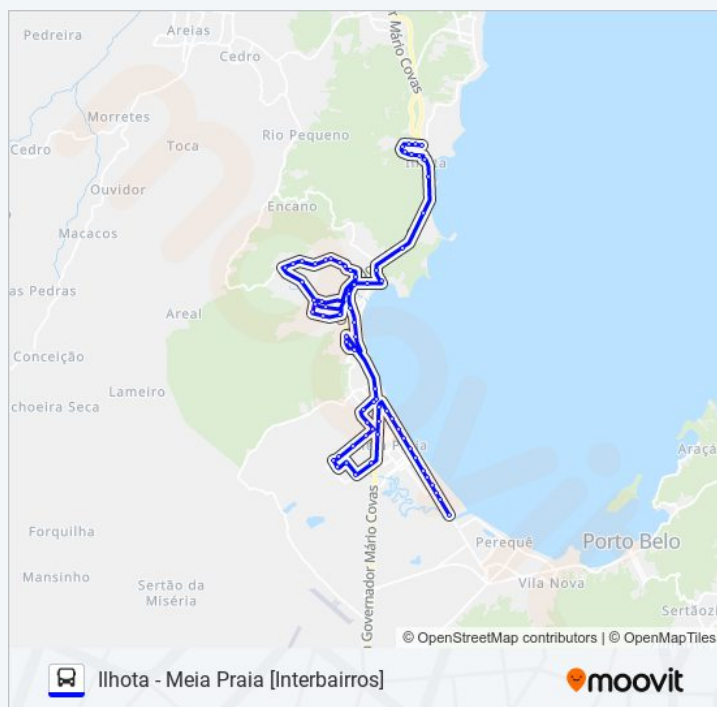 Pedreira
Areias
Cedro
or Mário Covas
Morretes
Cedro
Toca
Rio Pequeno
Ilhota
Ouvidor
Encano
Macacos
as Pedras
Areal
Conceição
Lameiro
choeira Seca
Praia
Araçá
Forquilha
Perequê
Porto Belo
Mansinho
Sertão da
Miséria
Governador Mário Covas
Vila Nova
Sertãozi
© OpenStreetMap contributors | © OpenMapTiles
Ilhota - Meia Praia [Interbairros]
moovit